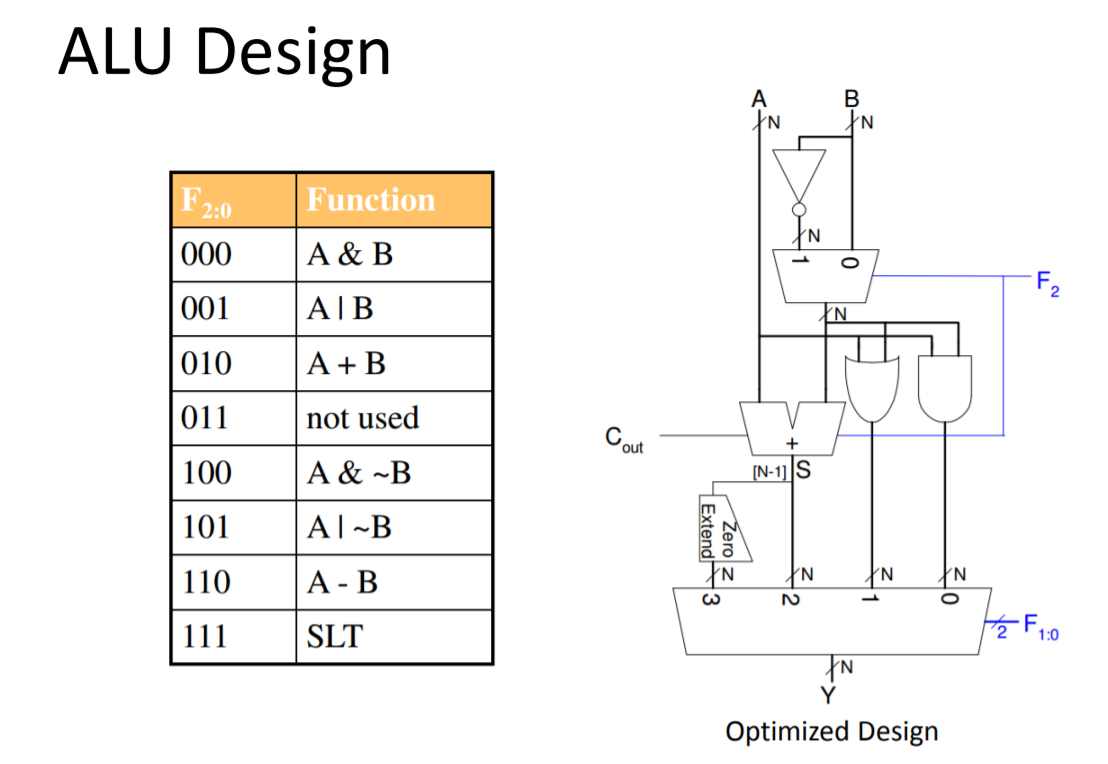 ALU Design
F2:0 Function
000 A & B
001 A | B
010 A + B
011 not used
100 A & ~B
101 A | ~B
110 A - B
111 SLT
A B
N N
N
1 0
F2
N
Cout
+
[N-1] S
Zero
Extend
N N N N
3 2 1 0
2 F1:0
N
Y
Optimized Design